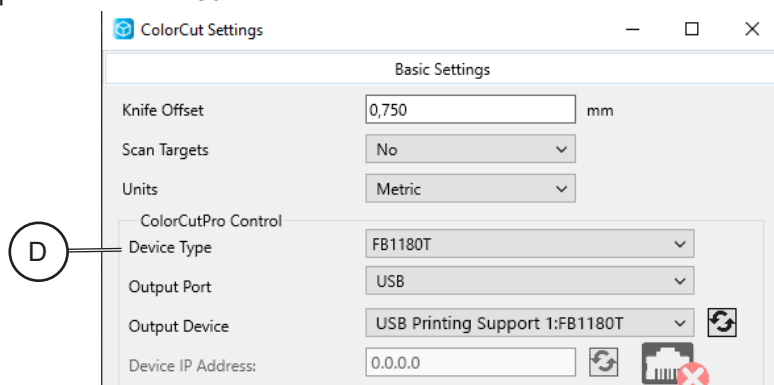 ColorCut Settings
Basic Settings
Knife Offset 0,750 mm
Scan Targets No
Units Metric
ColorCutPro Control
D Device Type FB1180T
Output Port USB
Output Device USB Printing Support 1:FB1180T
Device IP Address: 0.0.0.0